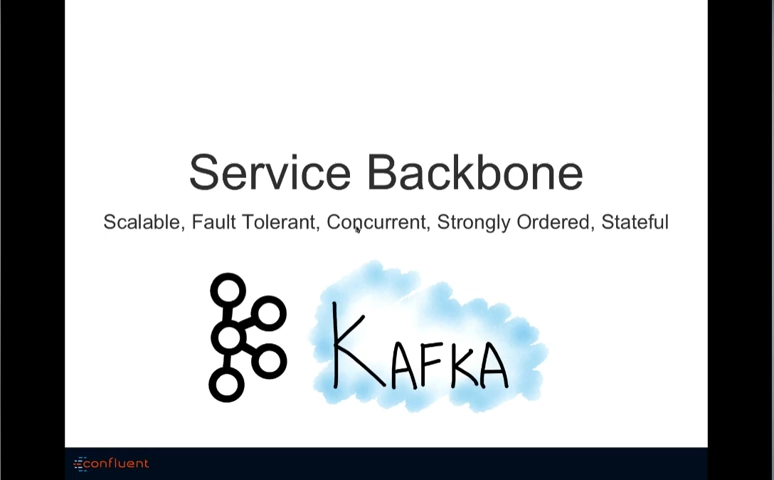 Service Backbone
Scalable, Fault Tolerant, Concurrent, Strongly Ordered, Stateful
KAFKA
confluent